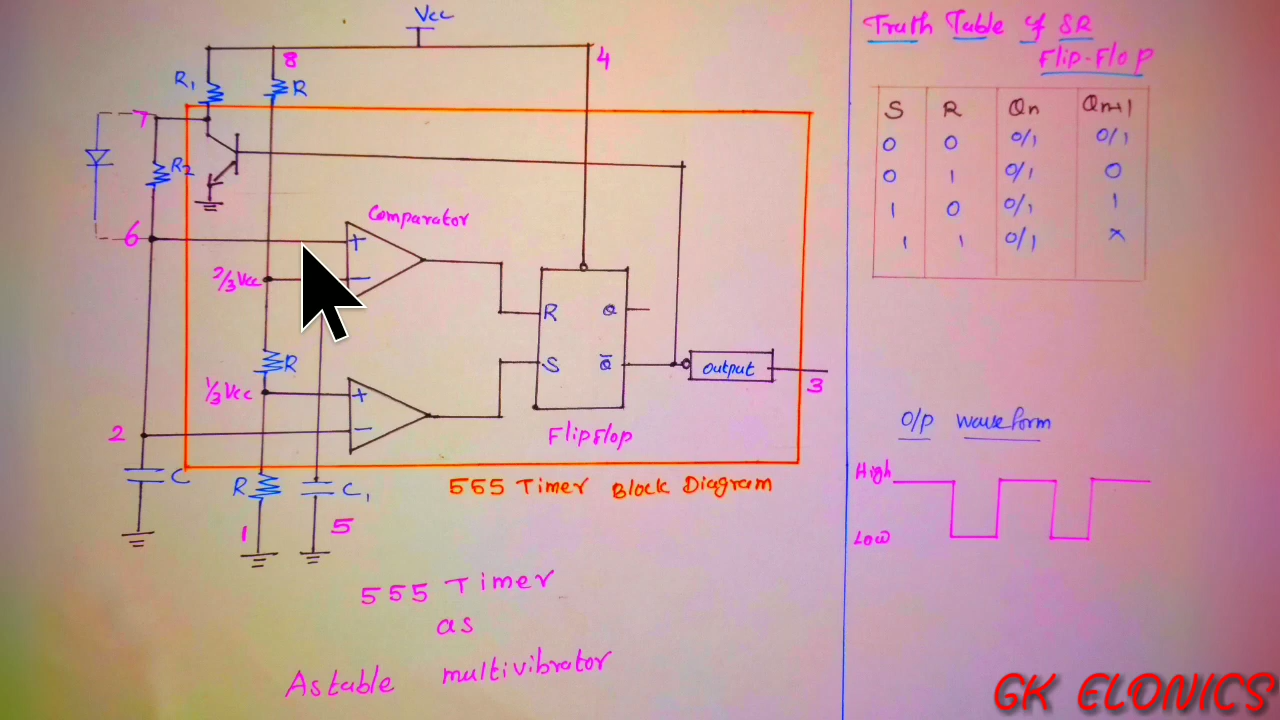 Vcc
8
4
R1
R
7
R2
6
Comparator
+
-
2/3Vcc
R
Q
S
Q̅
R
1/3Vcc
+
-
2
Output
3
FlipFlop
C
R
C1
1
5
555 Timer Block Diagram
555 Timer
as
Astable multivibrator
Truth Table of SR
Flip-Flop
S R Qn Qn+1
0 0 0/1 0/1
0 1 0/1 0
1 0 0/1 1
1 1 0/1 x
O/P waveform
High
Low
GK ELONICS